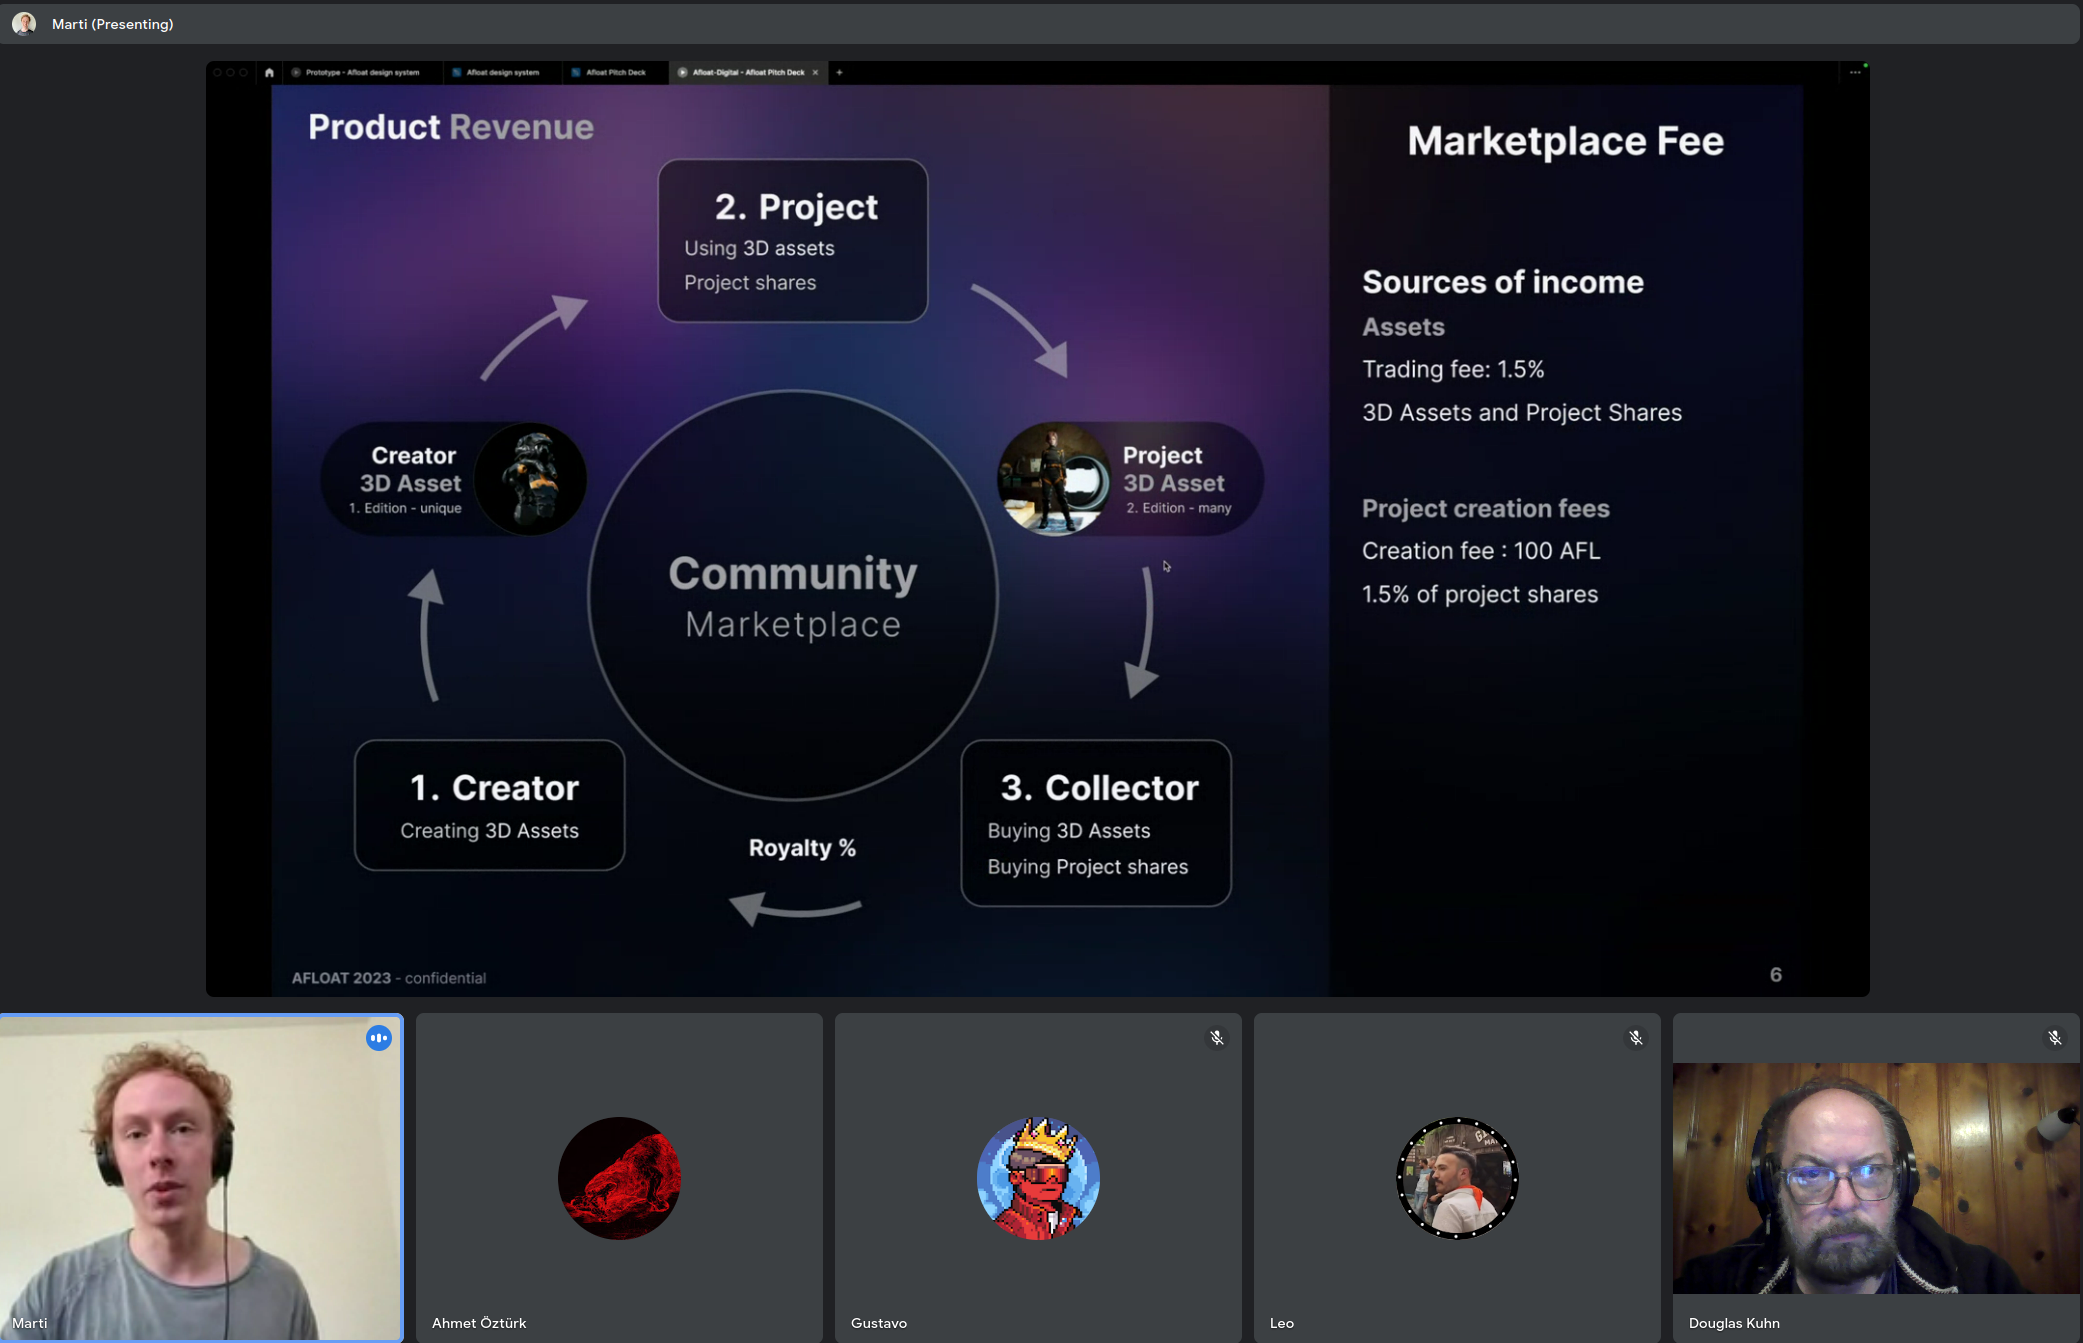 Marti (Presenting)
Prototype - Afloat design system
Afloat design system
Afloat Pitch Deck
Afloat-Digital - Afloat Pitch Deck
Product Revenue
2. Project
Using 3D assets
Project shares
Creator
3D Asset
1. Edition - unique
Project
3D Asset
2. Edition - many
Community
Marketplace
1. Creator
Creating 3D Assets
Royalty %
3. Collector
Buying 3D Assets
Buying Project shares
AFLOAT 2023 - confidential
Marketplace Fee
Sources of income
Assets
Trading fee: 1.5%
3D Assets and Project Shares
Project creation fees
Creation fee : 100 AFL
1.5% of project shares
6
Marti
Ahmet Öztürk
Gustavo
Leo
Douglas Kuhn